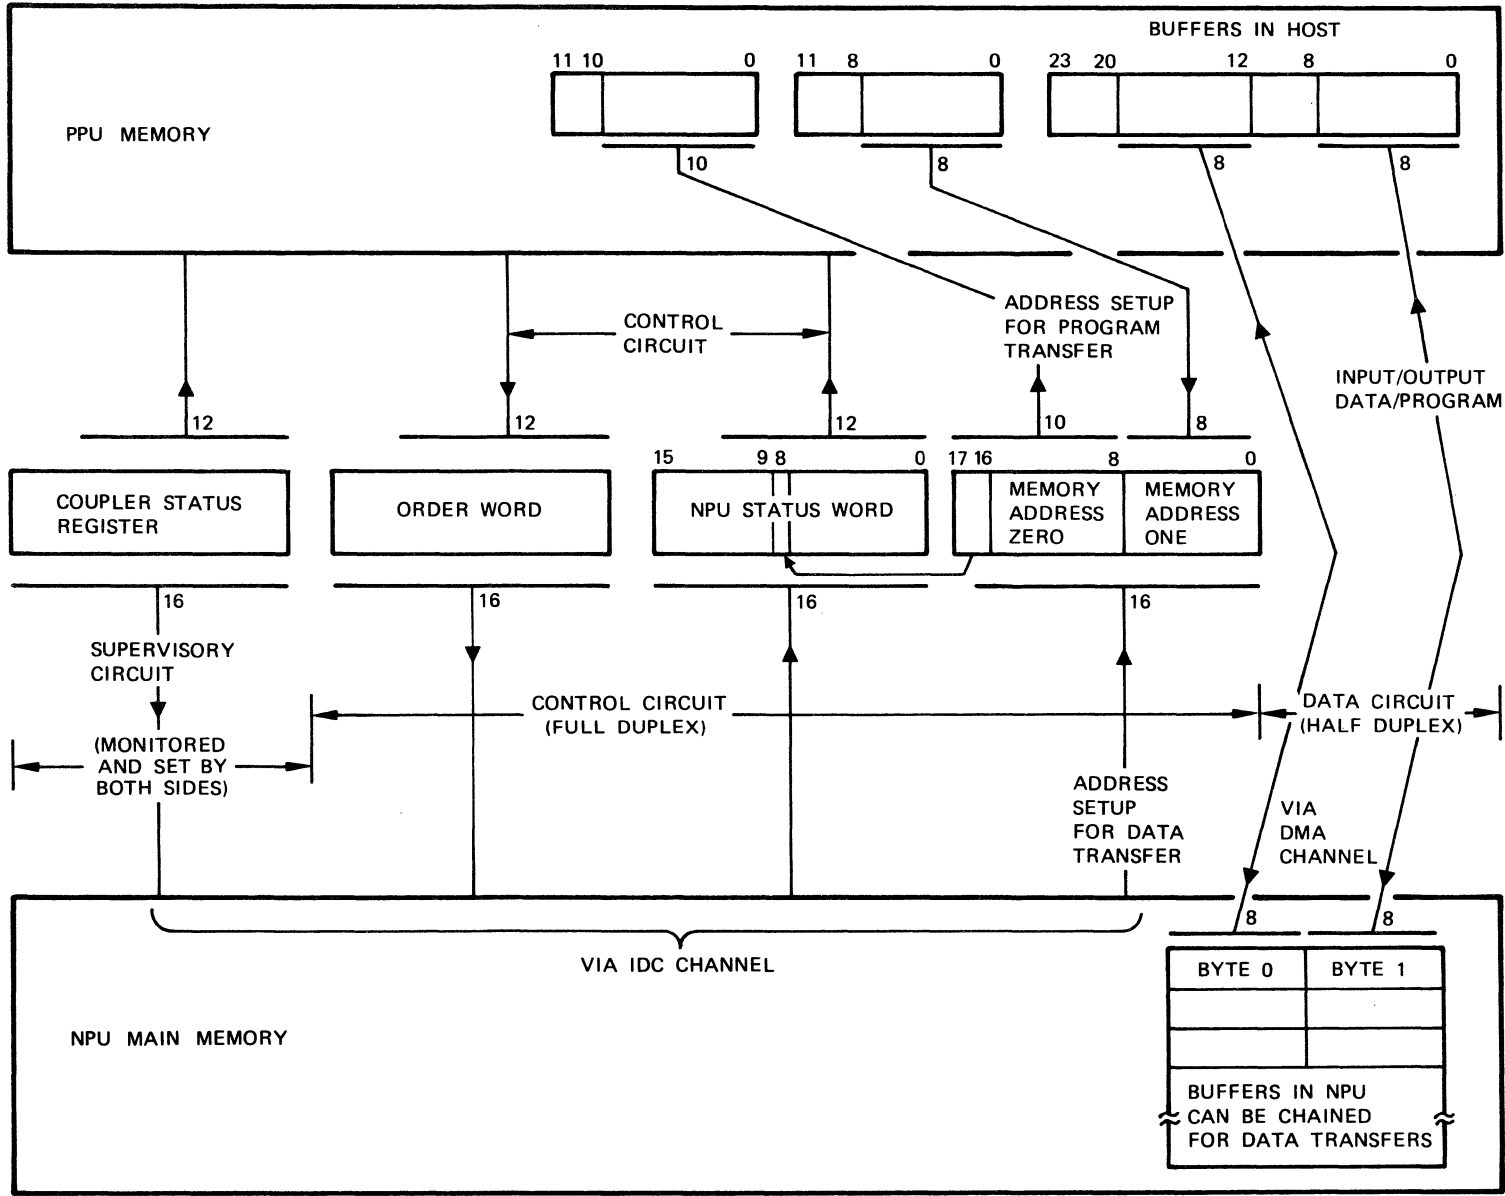 BUFFERS IN HOST
11 10 0
11 8 0
23 20 12 8 0
PPU MEMORY
10
8
8
8
CONTROL
CIRCUIT
ADDRESS SETUP
FOR PROGRAM
TRANSFER
INPUT/OUTPUT
DATA/PROGRAM
12
12
12
10
8
15 9 8 0
17 16 8 0
COUPLER STATUS
REGISTER
ORDER WORD
NPU STATUS WORD
MEMORY
ADDRESS
ZERO
MEMORY
ADDRESS
ONE
16
16
16
16
SUPERVISORY
CIRCUIT
(MONITORED
AND SET BY
BOTH SIDES)
CONTROL CIRCUIT
(FULL DUPLEX)
DATA CIRCUIT
(HALF DUPLEX)
ADDRESS
SETUP
FOR DATA
TRANSFER
VIA
DMA
CHANNEL
8
8
VIA IDC CHANNEL
BYTE 0
BYTE 1
NPU MAIN MEMORY
BUFFERS IN NPU
CAN BE CHAINED
FOR DATA TRANSFERS